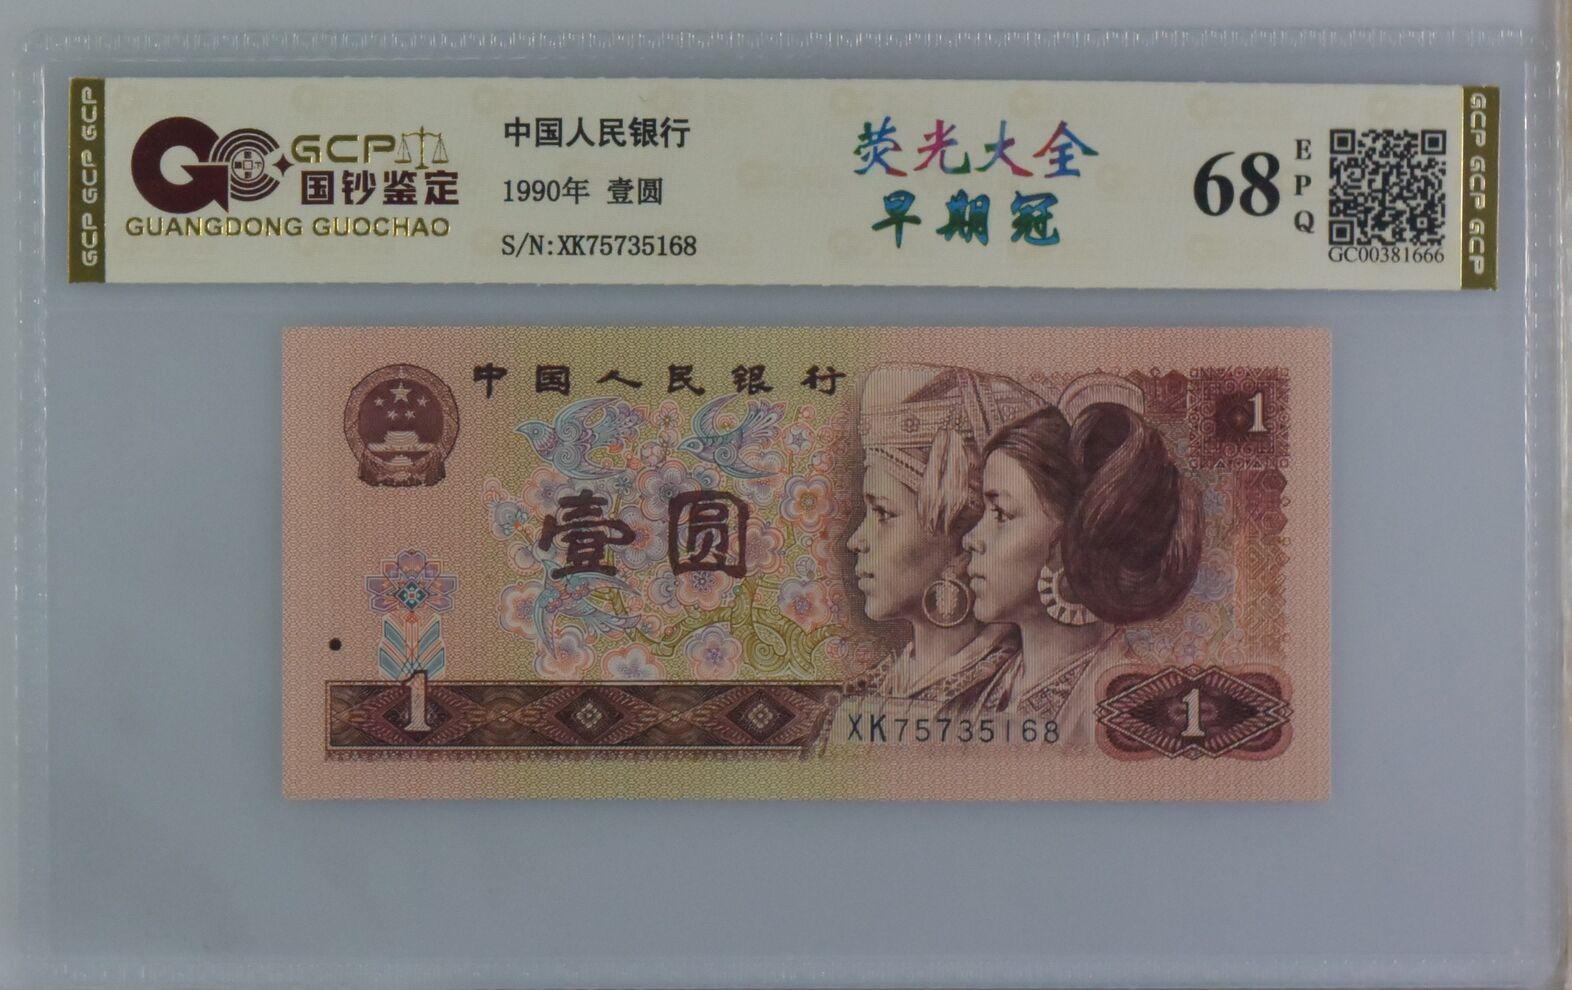 GCP GCP GCP
GCP
国钞鉴定
GUANGDONG GUOCHAO
中国人民银行
1990年 壹圆
S/N:XK75735168
荧光大全
早期冠
68
EPQ
GC00381666
GCP GCP GCP
中国人民银行
1
壹圆
1
XK75735168
1